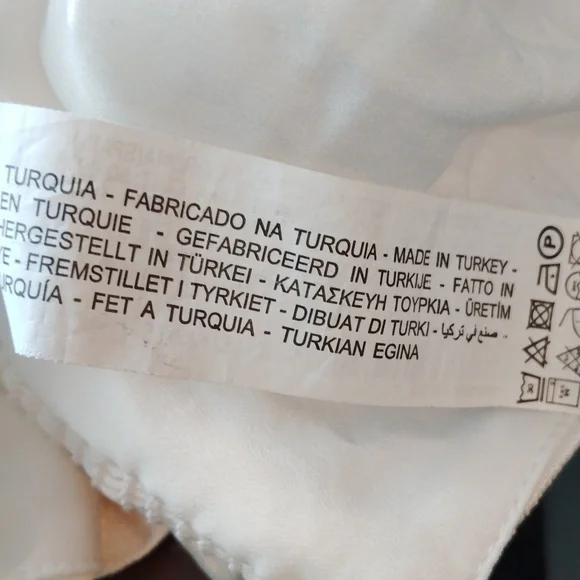 TURQUIA - FABRICADO NA TURQUIA - MADE IN TURKEY -
EN TURQUIE - GEFABRICEERD IN TURKIJE - FATTO IN
HERGESTELLT IN TÜRKEI - ΚΑΤΑΣΚΕΥΗ ΤΟΥΡΚΙΑ - ÜRETİM
- FREMSTILLET I TYRKIET - DIBUAT DI TURKI - صنع في تركيا
URQUÍA - FET A TURQUIA - TURKIAN EGINA
P